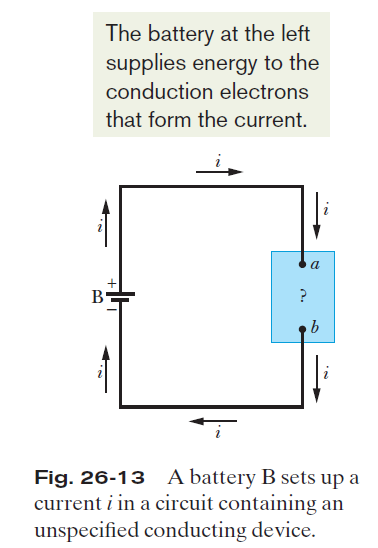 The battery at the left
supplies energy to the
conduction electrons
that form the current.
i
i
i
a
+
B
?
−
b
i
i
i
Fig. 26-13 A battery B sets up a
current i in a circuit containing an
unspecified conducting device.